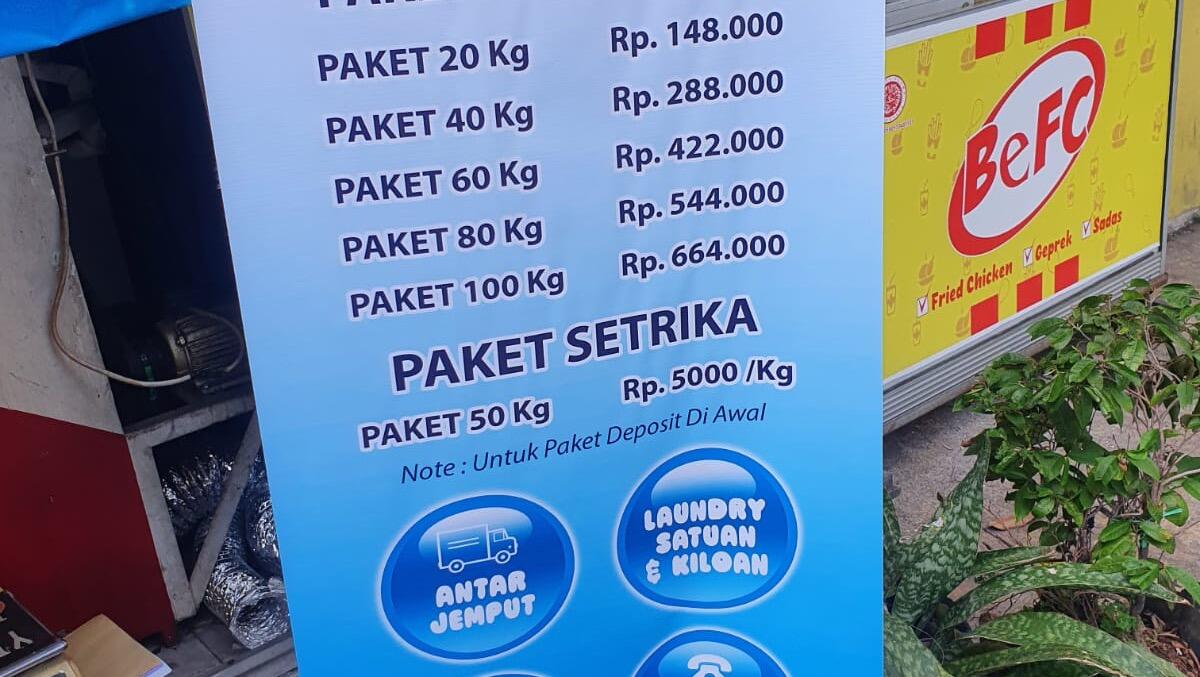 PAKET 20 Kg Rp. 148.000
PAKET 40 Kg Rp. 288.000
PAKET 60 Kg Rp. 422.000
PAKET 80 Kg Rp. 544.000
PAKET 100 Kg Rp. 664.000
PAKET SETRIKA
PAKET 50 Kg Rp. 5000 /Kg
Note : Untuk Paket Deposit Di Awal
ANTAR
JEMPUT
LAUNDRY
SATUAN
& KILOAN
BeFC
Fried Chicken Geprek Sadas